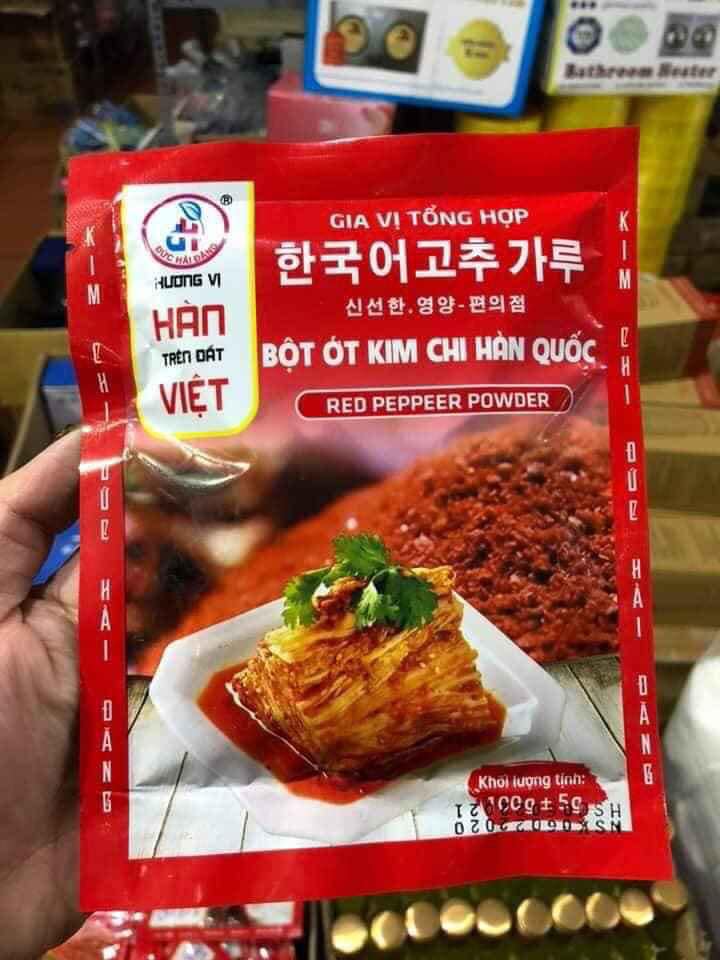 Bathroom Heater
GIA VỊ TỔNG HỢP
한국어고추가루
신선한.영양-편의점
BỘT ỚT KIM CHI HÀN QUỐC
RED PEPPEER POWDER
®
ĐỨC HẢI ĐĂNG
HƯƠNG VỊ
HÀN
TRÊN ĐẤT
VIỆT
KIM CHI ĐỨC HẢI ĐĂNG
KIM CHI ĐỨC HẢI ĐĂNG
Khối lượng tịnh:
100g ± 5g